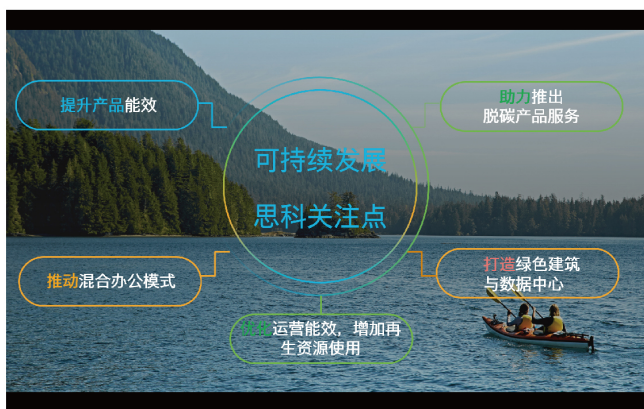 提升产品能效
助力推出
脱碳产品服务
可持续发展
思科关注点
推动混合办公模式
打造绿色建筑
与数据中心
优化运营能效，增加再
生资源使用